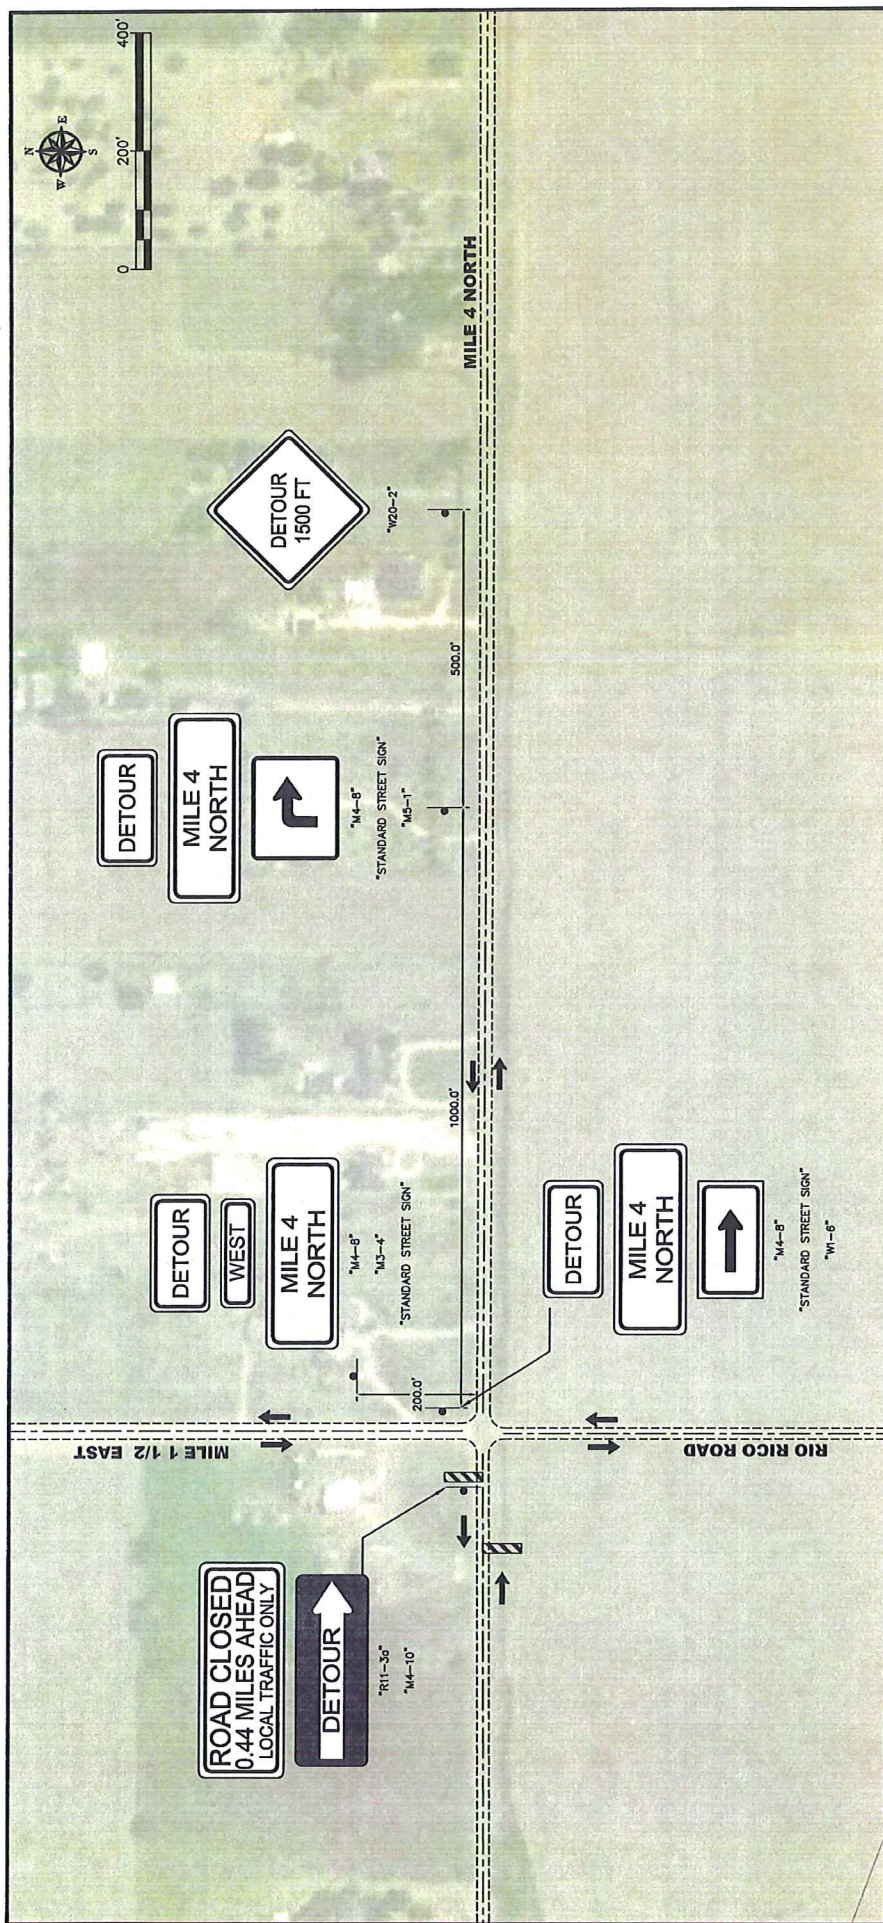 400'
200'
0
N
E
S
W
MILE 4 NORTH
DETOUR
1500 FT
"W20-2"
500.0'
DETOUR
MILE 4
NORTH
"M4-8"
"STANDARD STREET SIGN"
"M5-1"
1000.0'
DETOUR
WEST
MILE 4
NORTH
"M4-8"
"M3-4"
"STANDARD STREET SIGN"
200.0'
DETOUR
MILE 4
NORTH
"M4-8"
"STANDARD STREET SIGN"
"W1-6"
MILE 1 1/2 EAST
RIO RICO ROAD
ROAD CLOSED
0.44 MILES AHEAD
LOCAL TRAFFIC ONLY
DETOUR
"R11-3a"
"M4-10"